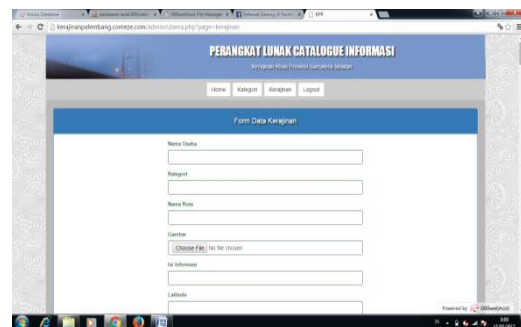 kerajinanpalembang.comeze.com/admin/utama.php?page=kerajinan
PERANGKAT LUNAK CATALOGUE INFORMASI
Kerajinan Khas Provinsi Sumatera Selatan
Home Kategori Kerajinan Logout
Form Data Kerajinan
Nama Usaha
Kategori
Nama Kota
Gambar
Choose File No file chosen
Isi Informasi
Latitude
Powered by 000webhost